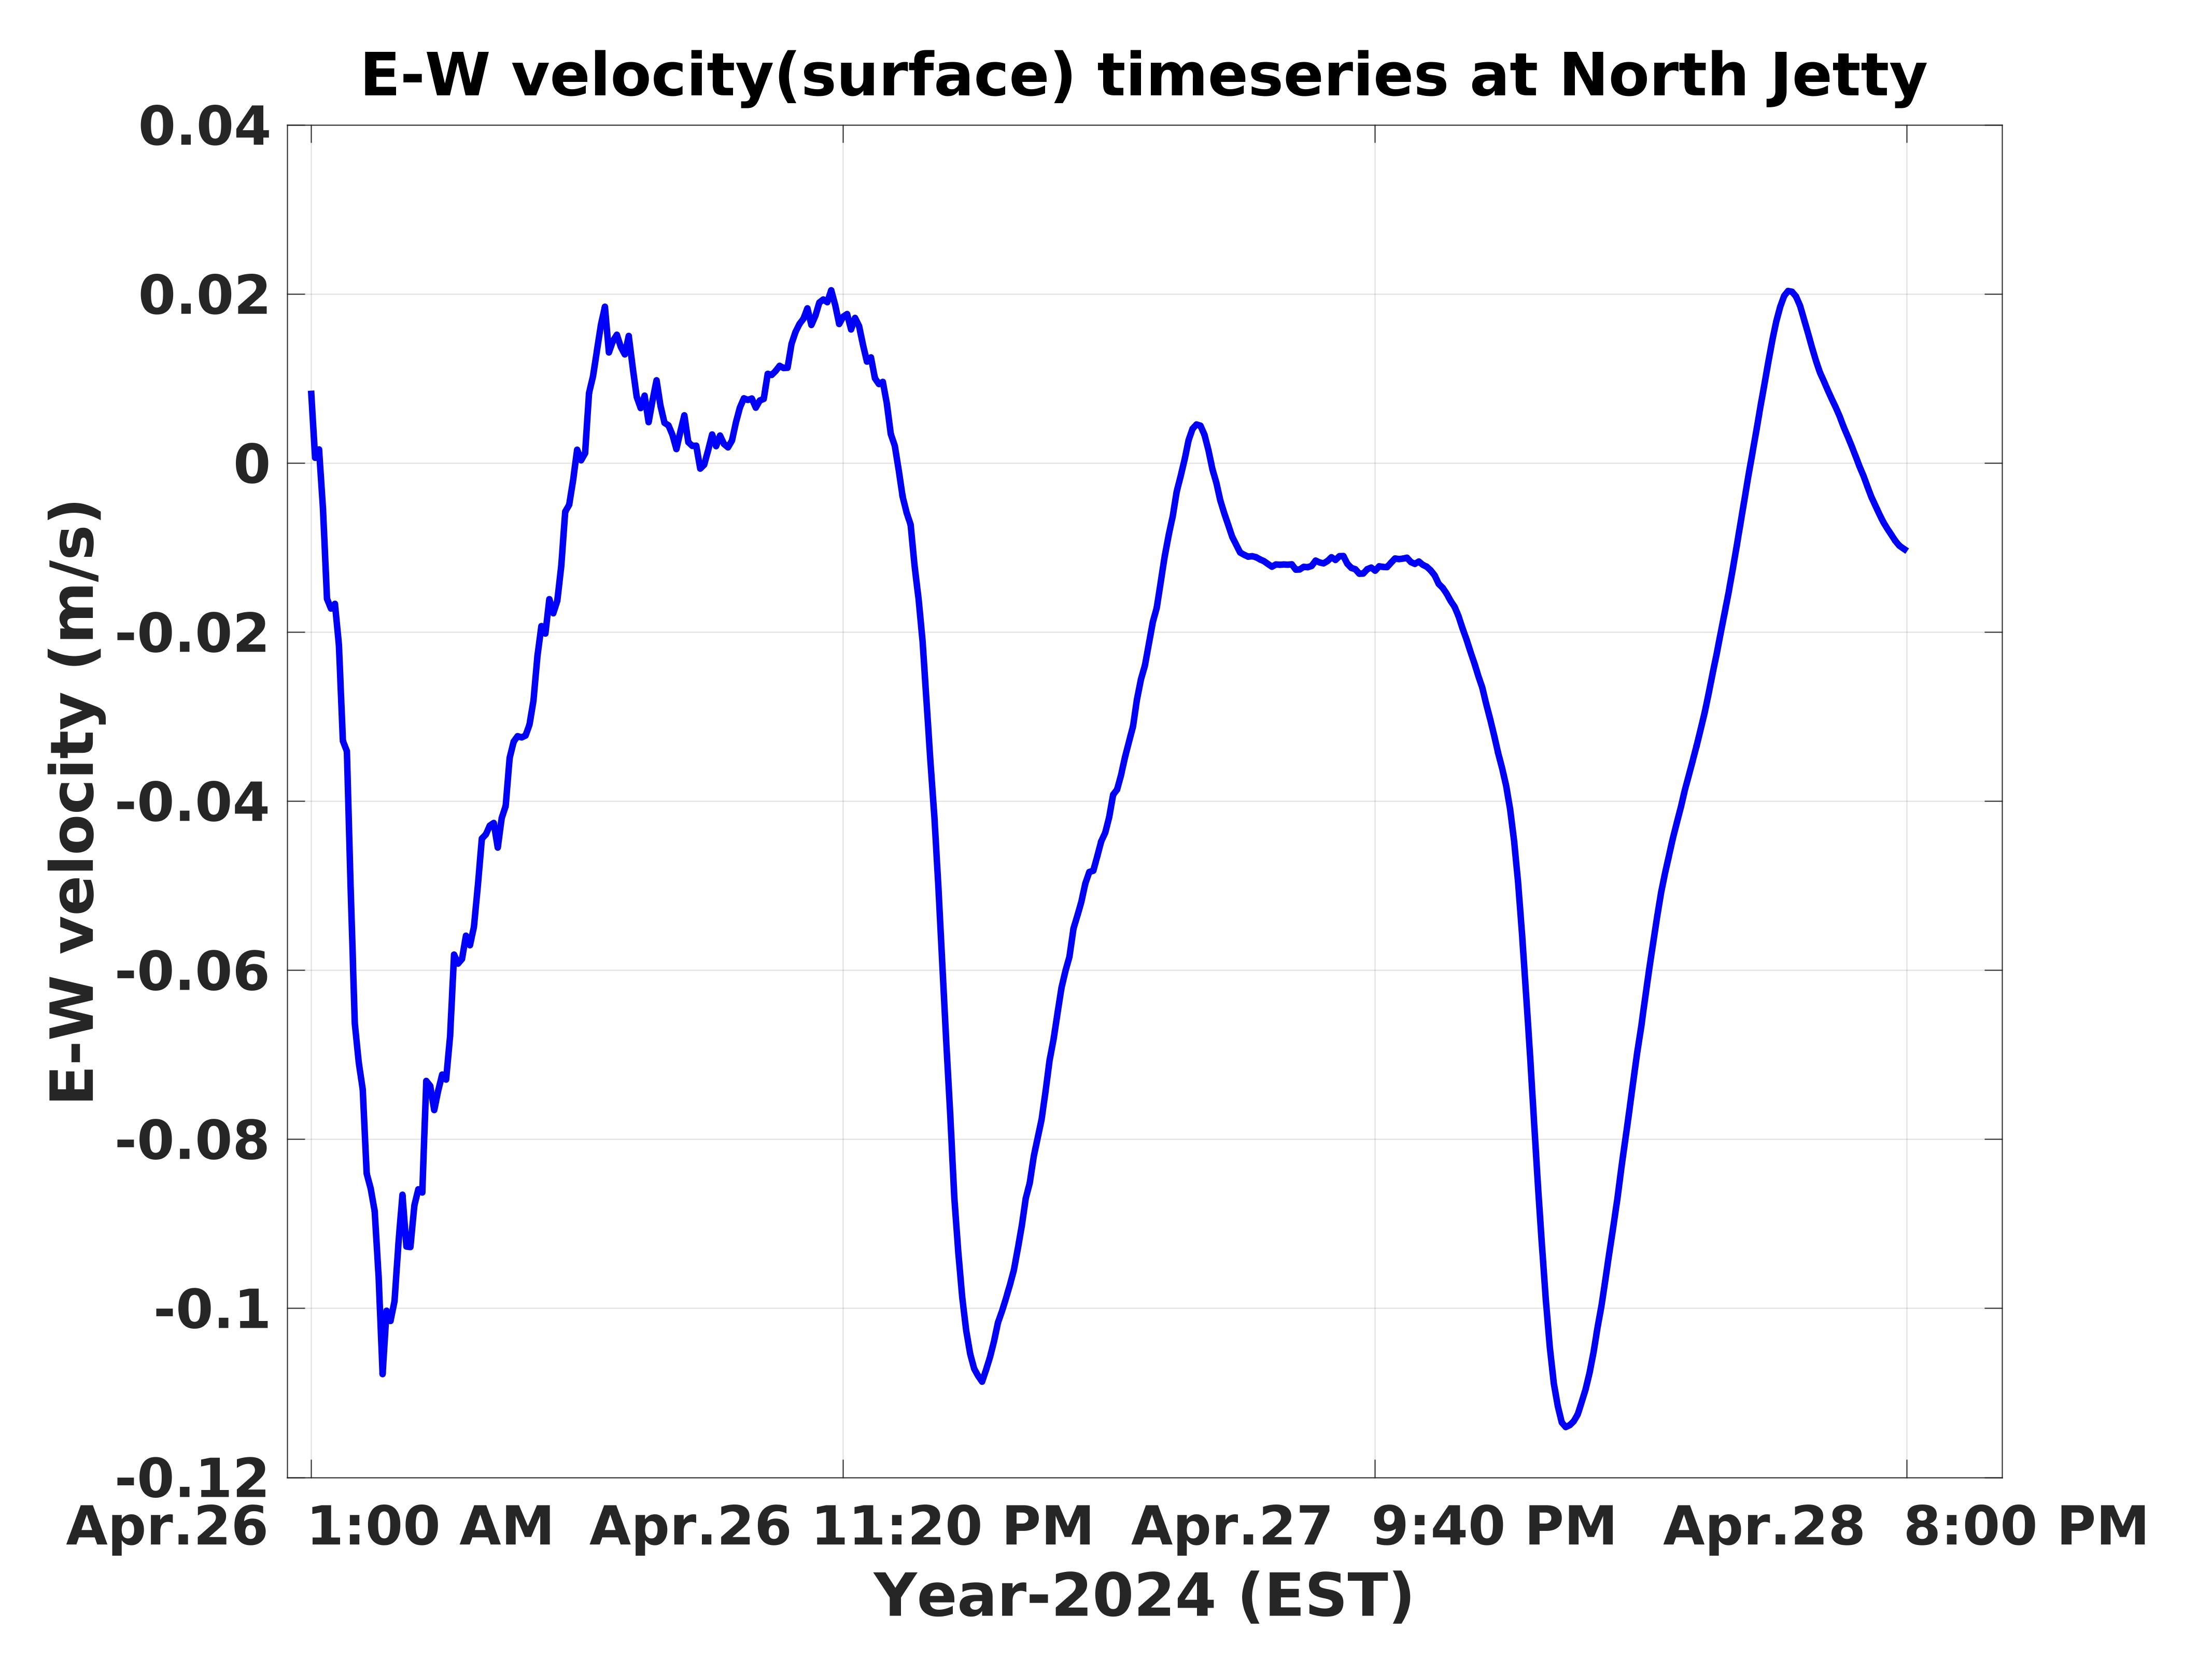 E-W velocity(surface) timeseries at North Jetty
0.04
0.02
0
-0.02
-0.04
-0.06
-0.08
-0.1
-0.12
E-W velocity (m/s)
Apr.26 1:00 AM Apr.26 11:20 PM Apr.27 9:40 PM Apr.28 8:00 PM
Year-2024 (EST)